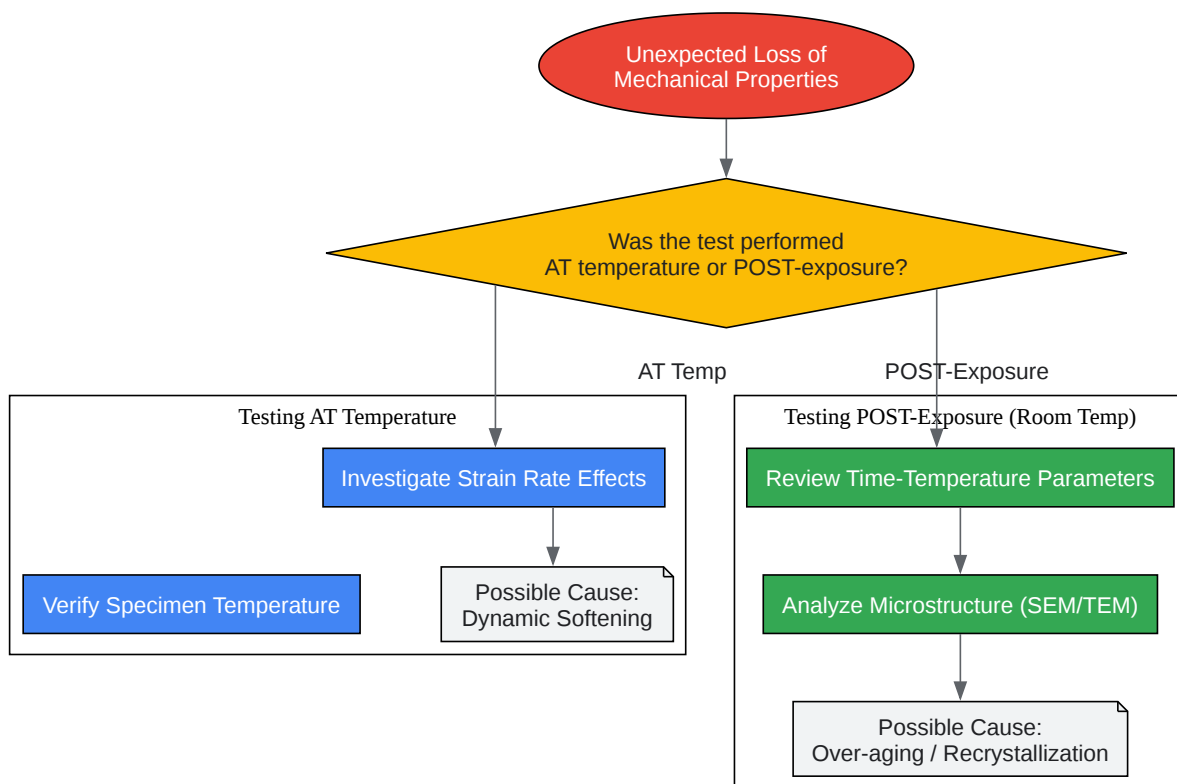 Unexpected Loss of
Mechanical Properties
Was the test performed
AT temperature or POST-exposure?
AT Temp
POST-Exposure
Testing AT Temperature
Investigate Strain Rate Effects
Verify Specimen Temperature
Possible Cause:
Dynamic Softening
Testing POST-Exposure (Room Temp)
Review Time-Temperature Parameters
Analyze Microstructure (SEM/TEM)
Possible Cause:
Over-aging / Recrystallization